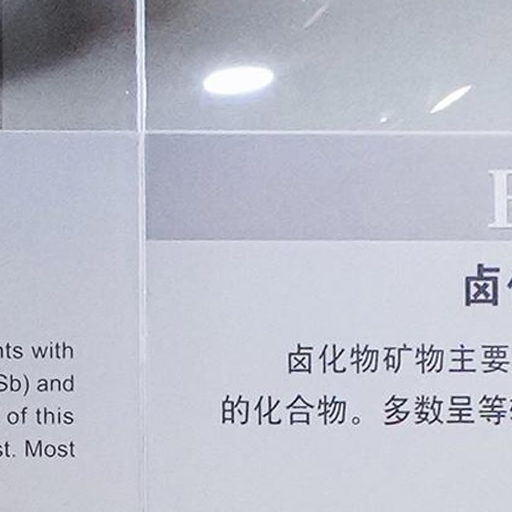 nts with
Sb) and
of this
st. Most
卤
卤化物矿物主要
的化合物。多数呈等